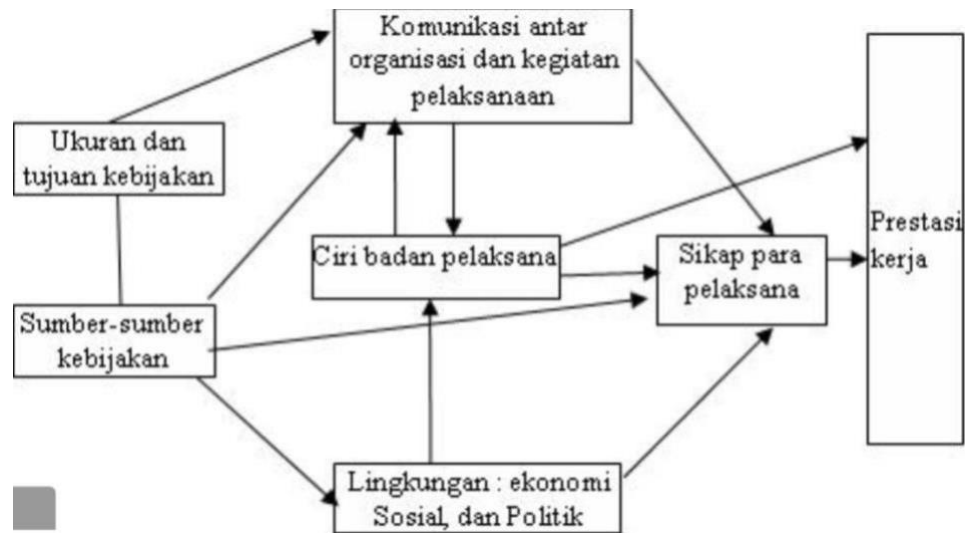 Komunikasi antar
organisasi dan kegiatan
pelaksanaan
Ukuran dan
tujuan kebijakan
Ciri badan pelaksana
Sikap para
pelaksana
Prestasi
kerja
Sumber-sumber
kebijakan
Lingkungan : ekonomi
Sosial, dan Politik